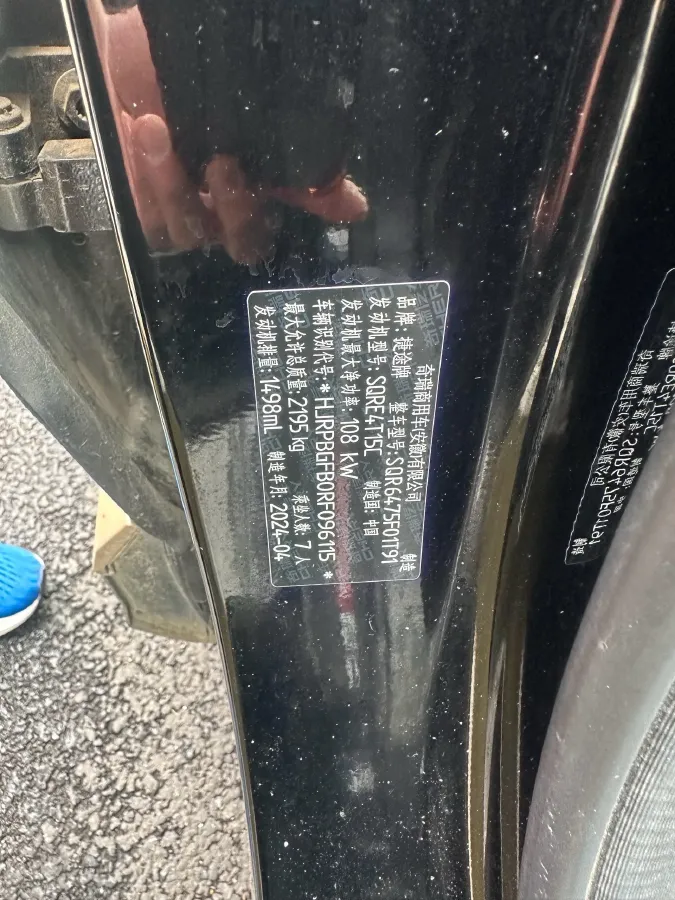 奇瑞商用车(安徽)有限公司 制造
品牌: 捷途牌 整车型号: SQR6475F01T91
发动机型号: SQRE4T15C 制造国: 中国
发动机最大净功率: 108 kW
车辆识别代号: * HJRPBGFB0RF096115 *
最大允许总质量: 2195 kg 乘坐人数: 7 人
发动机排量: 1498ml 制造年月: 2024-04